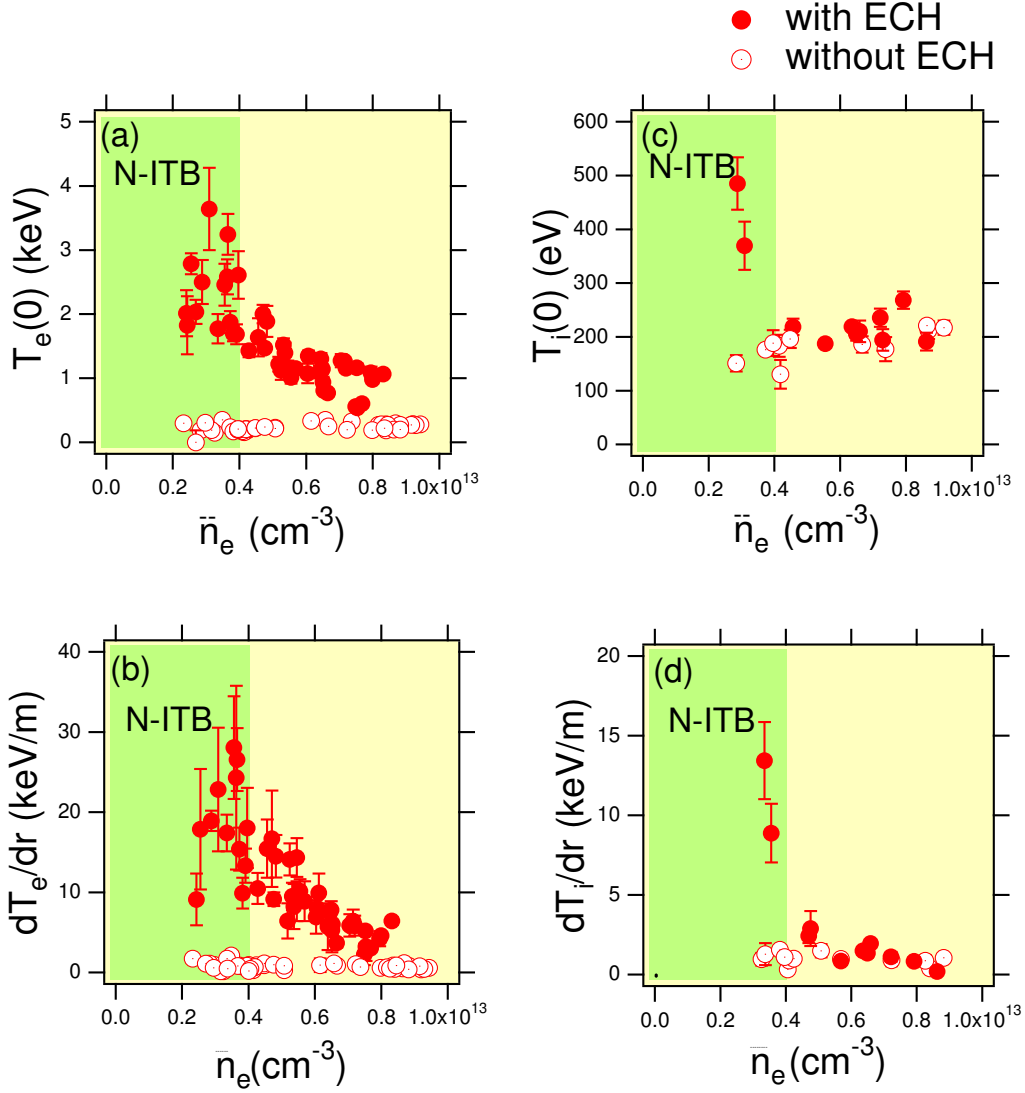 with ECH
without ECH
(a)
N-ITB
T_e(0) (keV)
5
4
3
2
1
0
0.0
0.2
0.4
0.6
0.8
1.0x10^13
n̄_e (cm^-3)
(c)
N-ITB
T_i(0) (eV)
600
500
400
300
200
100
0
0.0
0.2
0.4
0.6
0.8
1.0x10^13
n̄_e (cm^-3)
(b)
N-ITB
dT_e/dr (keV/m)
40
30
20
10
0
0.0
0.2
0.4
0.6
0.8
1.0x10^13
n̄_e(cm^-3)
(d)
N-ITB
dT_i/dr (keV/m)
20
15
10
5
0
0.0
0.2
0.4
0.6
0.8
1.0x10^13
n̄_e (cm^-3)